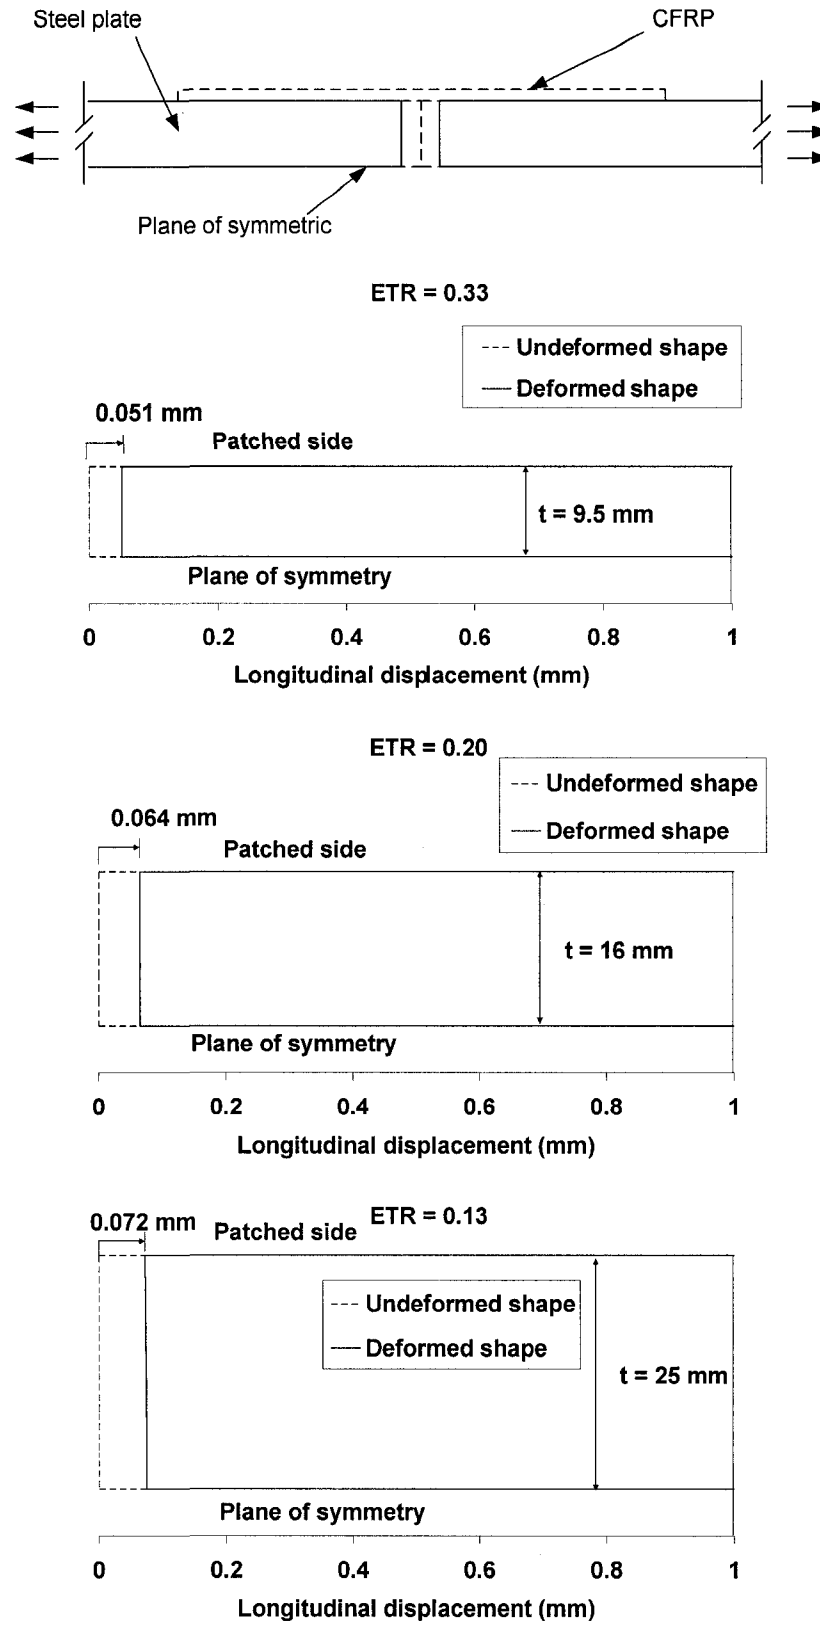 Steel plate
CFRP
Plane of symmetric
ETR = 0.33
Undeformed shape
Deformed shape
0.051 mm
Patched side
t = 9.5 mm
Plane of symmetry
0 0.2 0.4 0.6 0.8 1
Longitudinal displacement (mm)
ETR = 0.20
Undeformed shape
Deformed shape
0.064 mm
Patched side
t = 16 mm
Plane of symmetry
0 0.2 0.4 0.6 0.8 1
Longitudinal displacement (mm)
ETR = 0.13
0.072 mm
Patched side
Undeformed shape
Deformed shape
t = 25 mm
Plane of symmetry
0 0.2 0.4 0.6 0.8 1
Longitudinal displacement (mm)